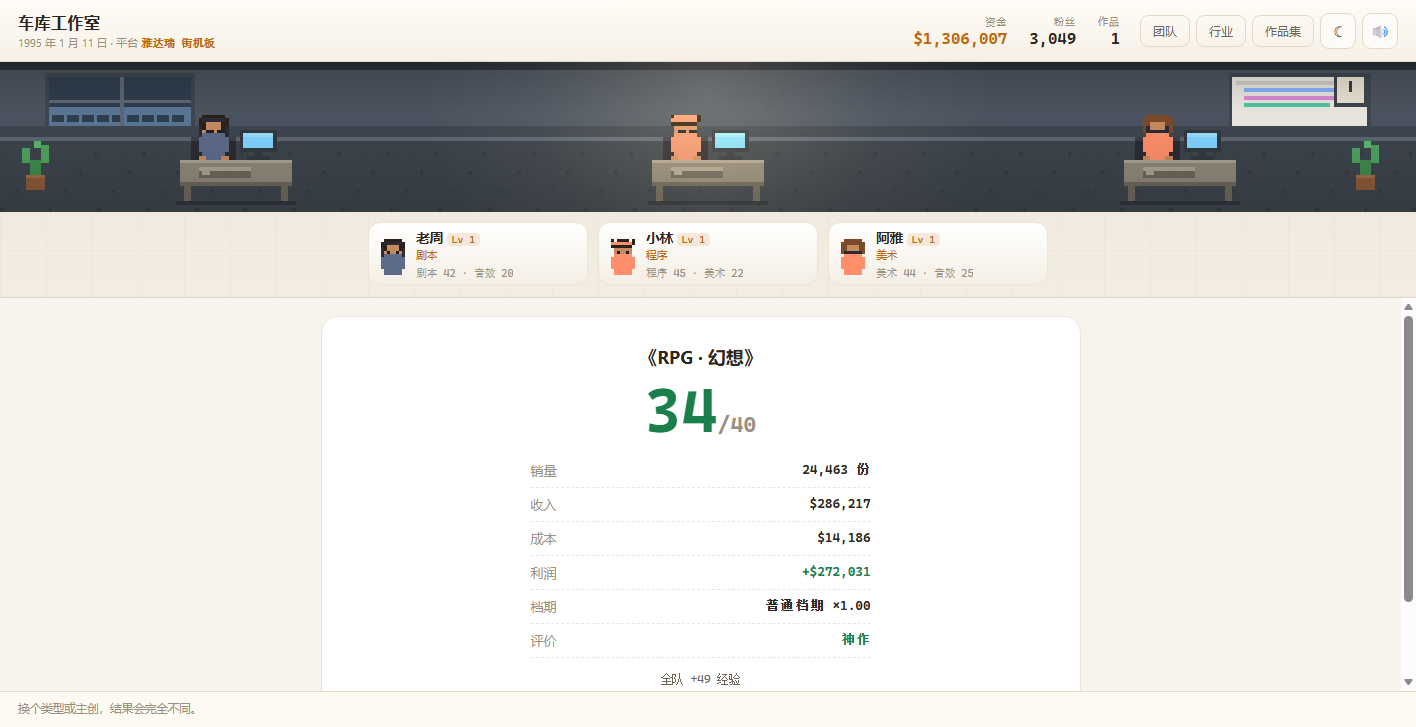 车库工作室
1995 年 1 月 11 日 · 平台 雅达瑞 街机板
资金
$1,306,007
粉丝
3,049
作品
1
团队
行业
作品集
老周 Lv 1
剧本
剧本 42 · 音效 20
小林 Lv 1
程序
程序 45 · 美术 22
阿雅 Lv 1
美术
美术 44 · 音效 25
《RPG · 幻想》
34/40
销量 24,463 份
收入 $286,217
成本 $14,186
利润 +$272,031
档期 普通档期 ×1.00
评价 神作
全队 +49 经验
换个类型或主创，结果会完全不同。